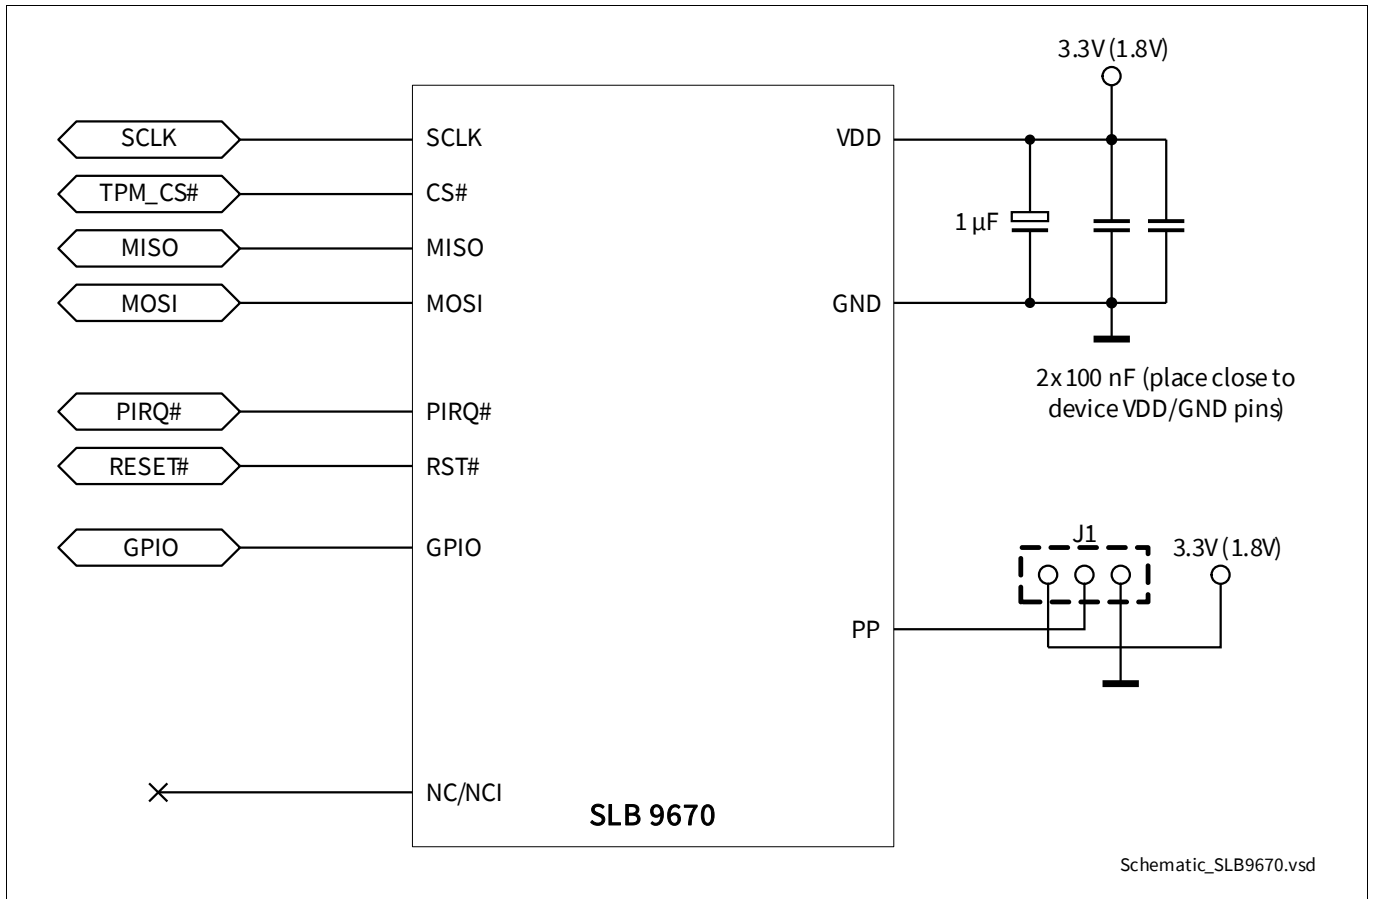 3.3V (1.8V)
SCLK
SCLK
VDD
TPM_CS#
CS#
1 µF
MISO
MISO
MOSI
MOSI
GND
2x 100 nF (place close to
device VDD/GND pins)
PIRQ#
PIRQ#
RESET#
RST#
J1
GPIO
GPIO
3.3V (1.8V)
PP
NC/NCI
SLB 9670
Schematic_SLB9670.vsd